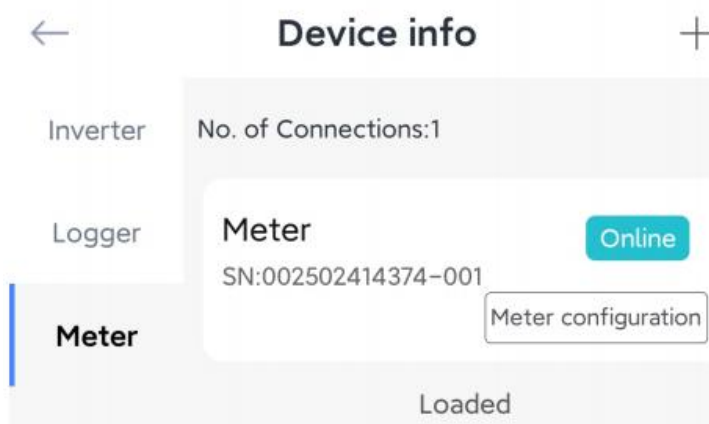 Device info
Inverter
No. of Connections:1
Logger
Meter
Online
SN:002502414374-001
Meter configuration
Meter
Loaded